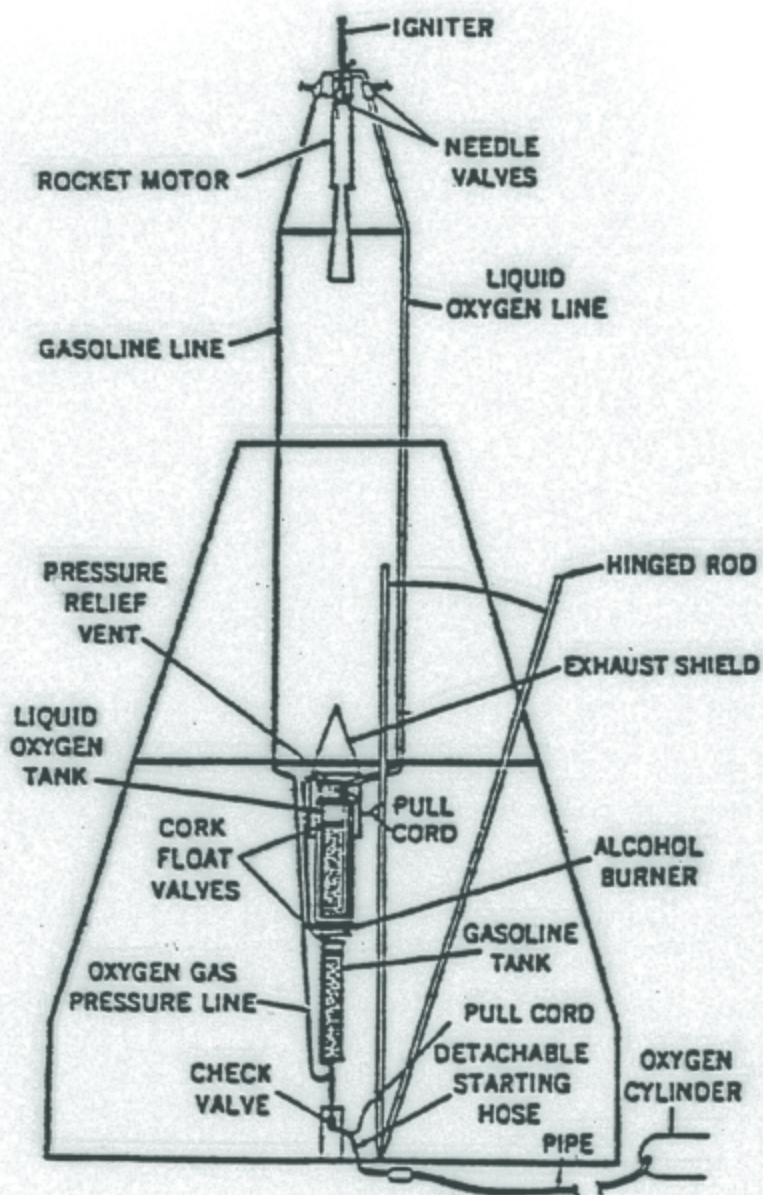 IGNITER
NEEDLE
VALVES
ROCKET MOTOR
LIQUID
OXYGEN LINE
GASOLINE LINE
HINGED ROD
PRESSURE
RELIEF
VENT
EXHAUST SHIELD
LIQUID
OXYGEN
TANK
PULL
CORD
CORK
FLOAT
VALVES
ALCOHOL
BURNER
GASOLINE
TANK
OXYGEN GAS
PRESSURE LINE
PULL CORD
DETACHABLE
STARTING
HOSE
OXYGEN
CYLINDER
CHECK
VALVE
PIPE